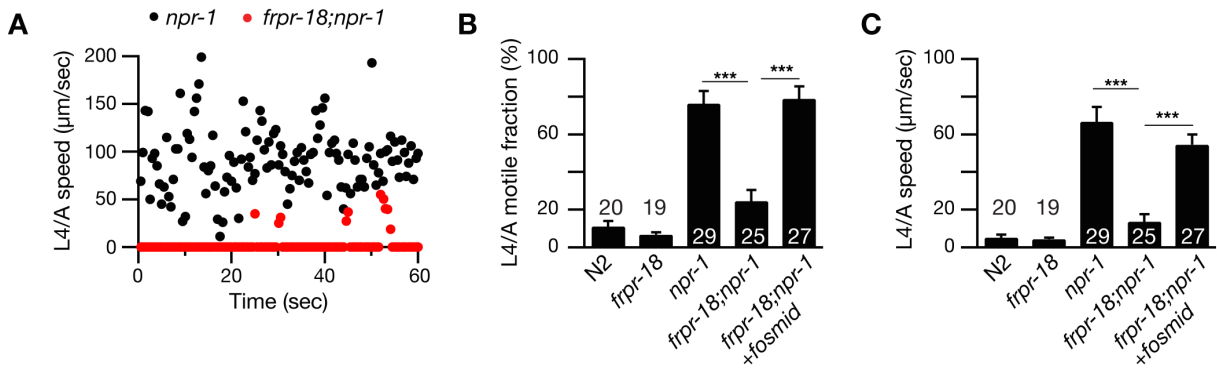 A
npr-1
frpr-18;npr-1
L4/A speed (µm/sec)
200
150
100
50
0
0
20
40
60
Time (sec)
B
L4/A motile fraction (%)
100
60
20
0
***
***
20
19
29
25
27
N2
frpr-18
npr-1
frpr-18;npr-1
frpr-18;npr-1
+fosmid
C
L4/A speed (µm/sec)
100
60
20
0
***
***
20
19
29
25
27
N2
frpr-18
npr-1
frpr-18;npr-1
frpr-18;npr-1
+fosmid